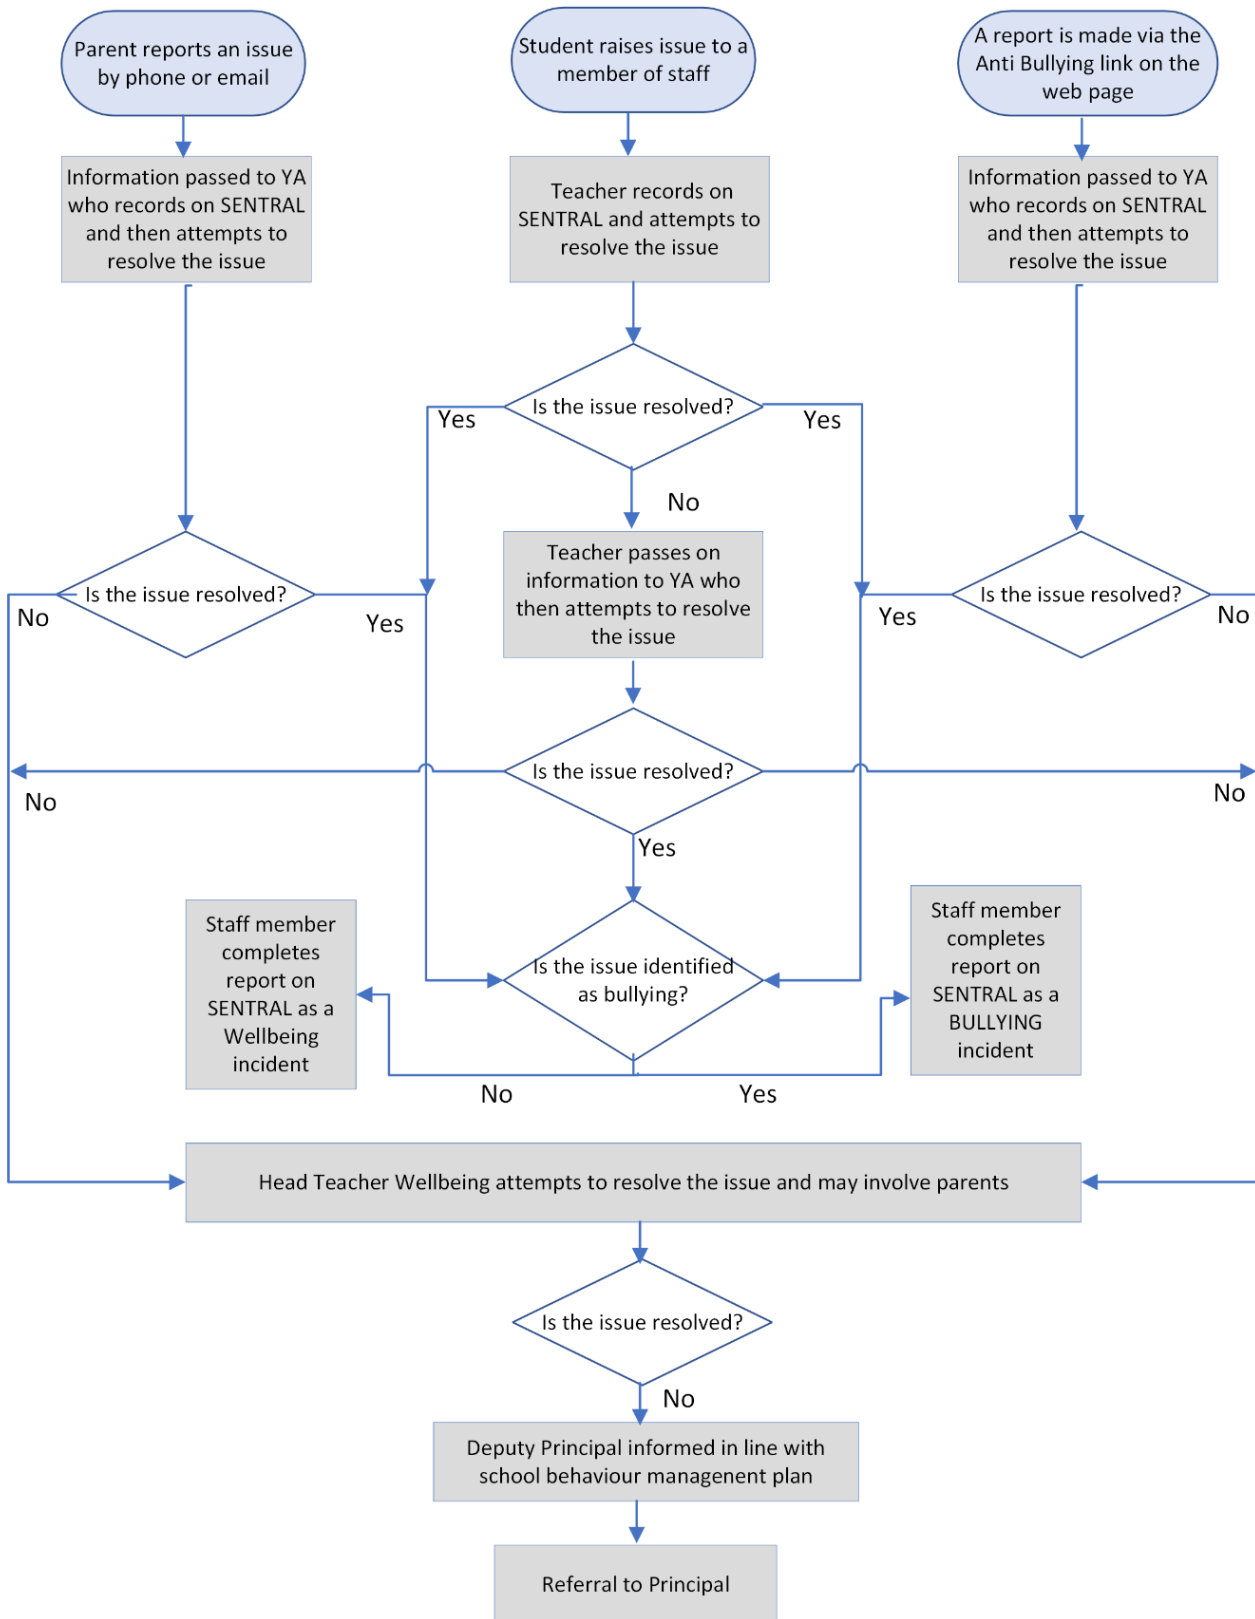 Parent reports an issue
by phone or email
Student raises issue to a
member of staff
A report is made via the
Anti Bullying link on the
web page
Information passed to YA
who records on SENTRAL
and then attempts to
resolve the issue
Teacher records on
SENTRAL and attempts to
resolve the issue
Information passed to YA
who records on SENTRAL
and then attempts to
resolve the issue
Is the issue resolved?
Yes
Yes
No
Teacher passes on
information to YA who
then attempts to resolve
the issue
Is the issue resolved?
No
Yes
Is the issue resolved?
Yes
No
Is the issue resolved?
No
No
Yes
Staff member
completes
report on
SENTRAL as a
Wellbeing
incident
Is the issue identified
as bullying?
Staff member
completes
report on
SENTRAL as a
BULLYING
incident
No
Yes
Head Teacher Wellbeing attempts to resolve the issue and may involve parents
Is the issue resolved?
No
Deputy Principal informed in line with
school behaviour managenent plan
Referral to Principal